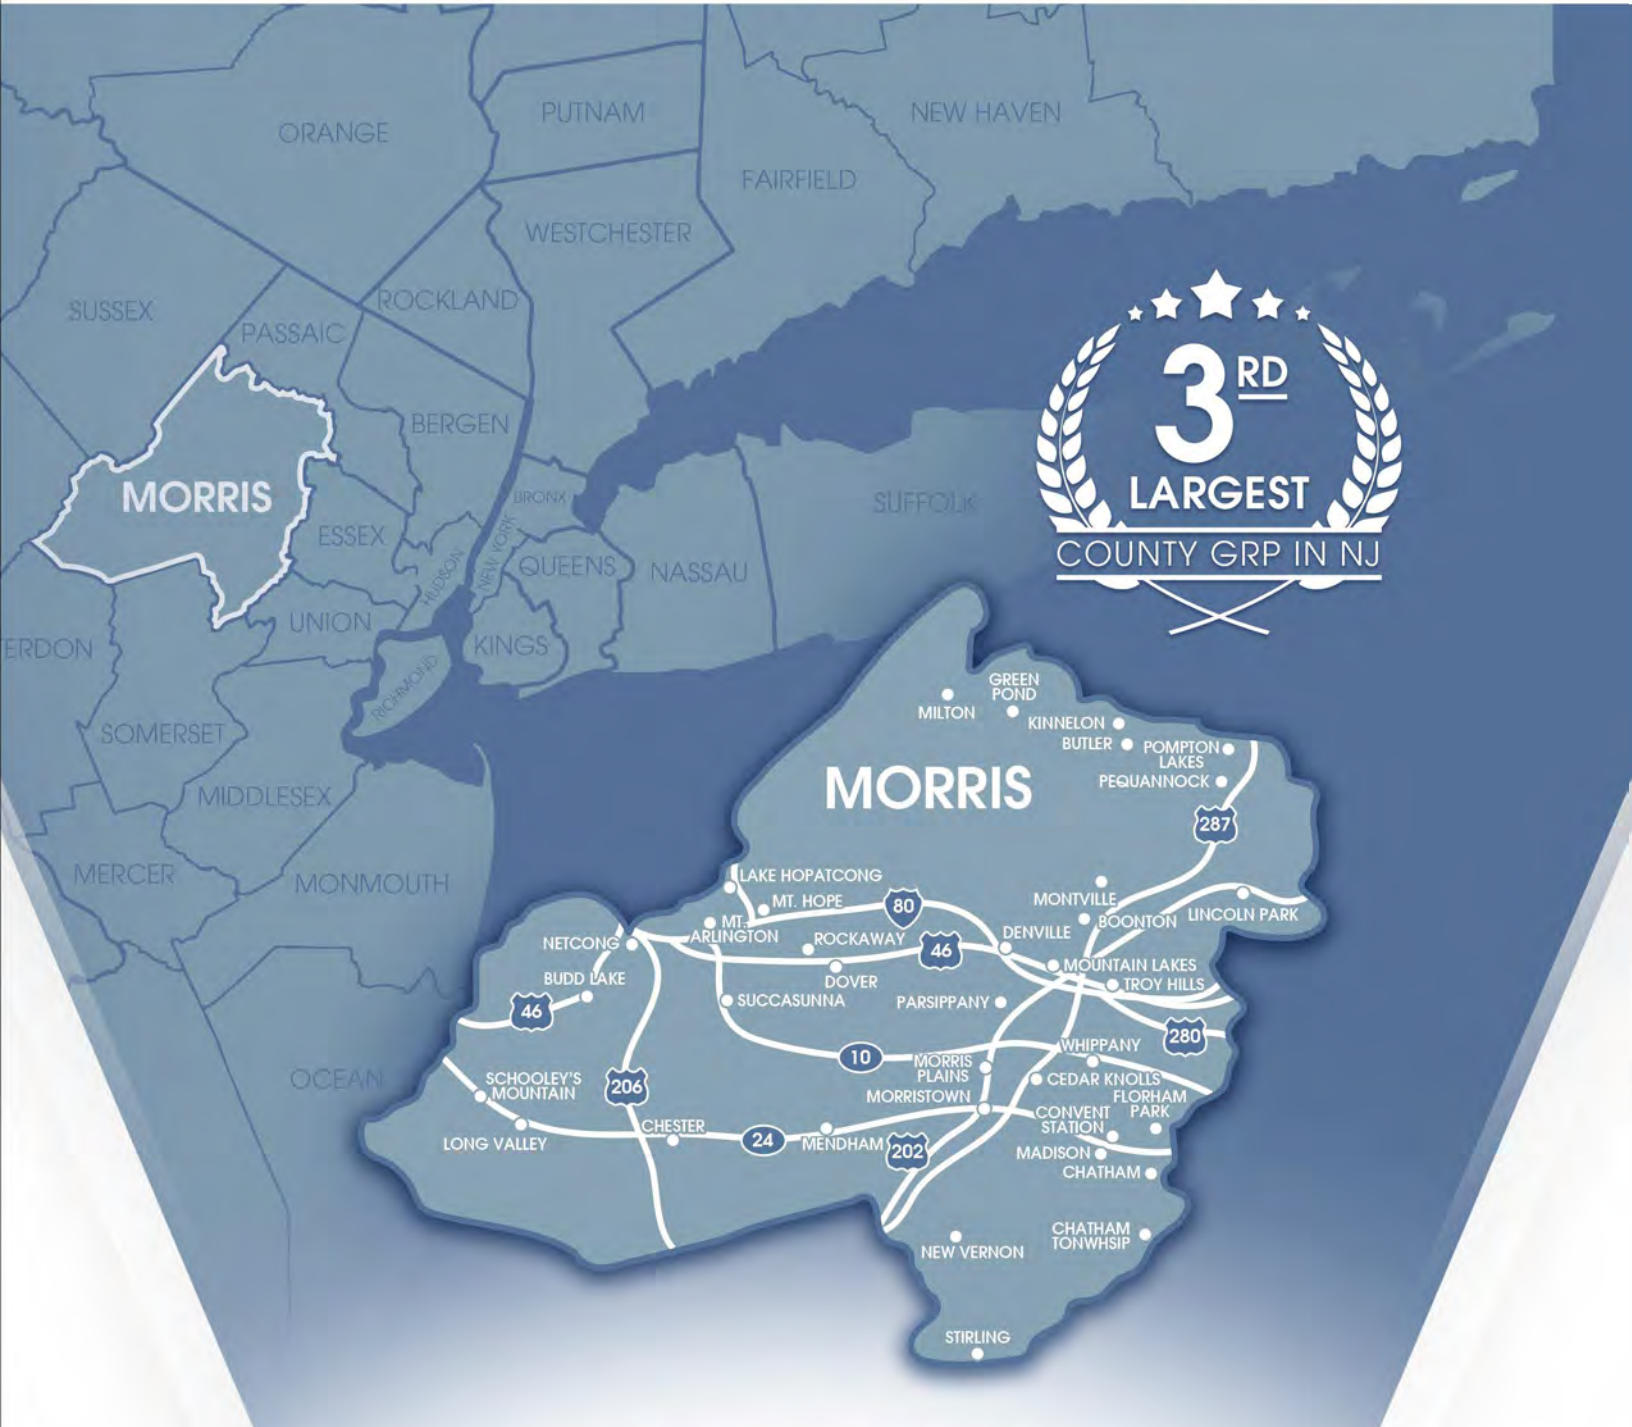 PUTNAM
NEW HAVEN
ORANGE
FAIRFIELD
WESTCHESTER
ROCKLAND
SUSSEX
PASSAIC
3RD
LARGEST
COUNTY GRP IN NJ
BERGEN
MORRIS
BRONX
SUFFOLK
ESSEX
HUDSON
NEW YORK
QUEENS
NASSAU
UNION
KINGS
ERDON
RICHMOND
SOMERSET
MIDDLESEX
MERCER
MONMOUTH
OCEAN
GREEN
POND
MILTON
KINNELON
BUTLER
POMPTON
LAKES
PEQUANNOCK
MORRIS
287
LAKE HOPATCONG
MT. HOPE
80
MONTVILLE
LINCOLN PARK
MT.
ARLINGTON
BOONTON
NETCONG
ROCKAWAY
46
DENVILLE
MOUNTAIN LAKES
BUDD LAKE
DOVER
TROY HILLS
SUCCASUNNA
PARSIPPANY
46
280
WHIPPANY
10
MORRIS
PLAINS
SCHOOLEY'S
MOUNTAIN
206
CEDAR KNOLLS
MORRISTOWN
FLORHAM
PARK
CONVENT
STATION
CHESTER
LONG VALLEY
24
MENDHAM
202
MADISON
CHATHAM
CHATHAM
TONWHSIP
NEW VERNON
STIRLING